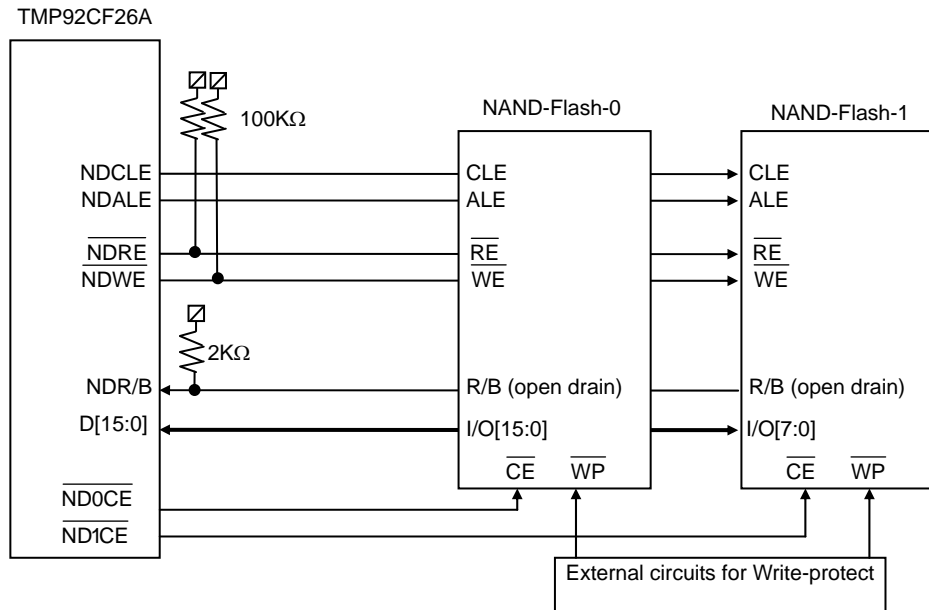 TMP92CF26A
100KΩ
NAND-Flash-0
NAND-Flash-1
NDCLE
CLE
CLE
NDALE
ALE
ALE
NDRE
RE
RE
NDWE
WE
WE
2KΩ
NDR/B
R/B (open drain)
R/B (open drain)
D[15:0]
I/O[15:0]
I/O[7:0]
CE
WP
CE
WP
ND0CE
ND1CE
External circuits for Write-protect